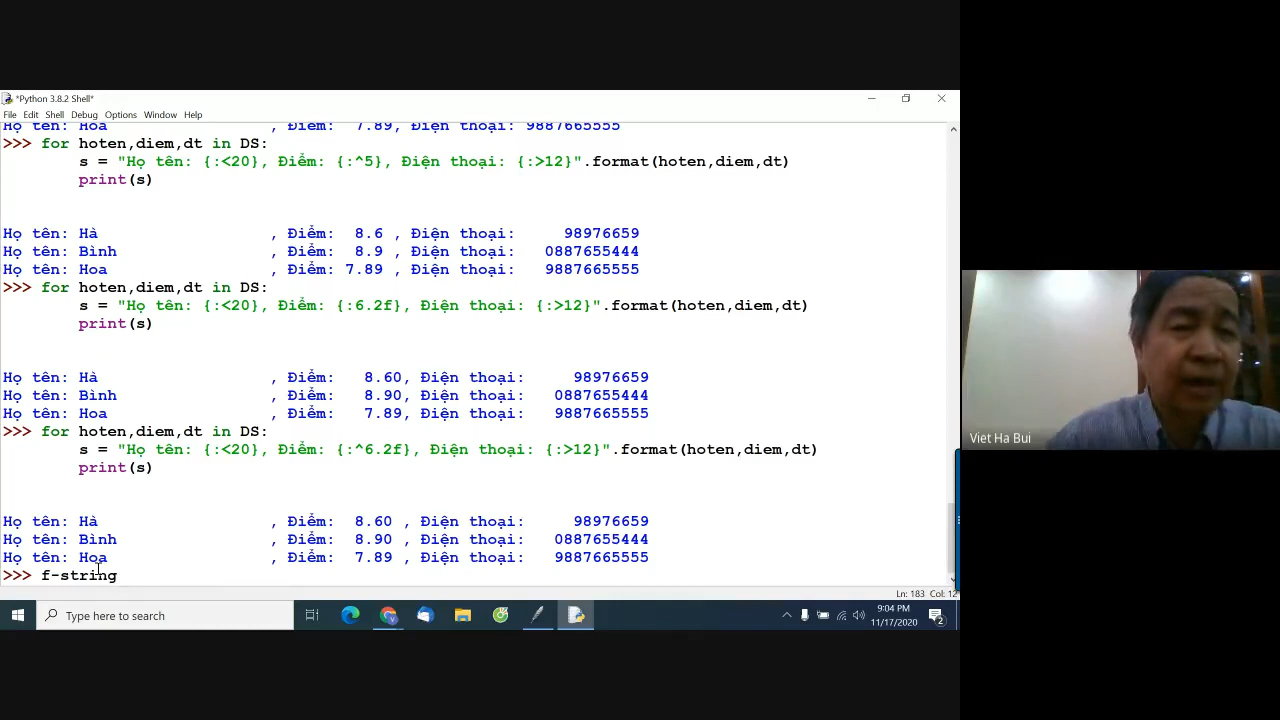 *Python 3.8.2 Shell*
File Edit Shell Debug Options Window Help
Họ tên: Hoa , Điểm: 7.89, Điện thoại: 9887665555
>>> for hoten,diem,dt in DS:
s = "Họ tên: {:<20}, Điểm: {:^5}, Điện thoại: {:>12}".format(hoten,diem,dt)
print(s)
Họ tên: Hà , Điểm: 8.6 , Điện thoại: 98976659
Họ tên: Bình , Điểm: 8.9 , Điện thoại: 0887655444
Họ tên: Hoa , Điểm: 7.89 , Điện thoại: 9887665555
>>> for hoten,diem,dt in DS:
s = "Họ tên: {:<20}, Điểm: {:6.2f}, Điện thoại: {:>12}".format(hoten,diem,dt)
print(s)
Họ tên: Hà , Điểm: 8.60, Điện thoại: 98976659
Họ tên: Bình , Điểm: 8.90, Điện thoại: 0887655444
Họ tên: Hoa , Điểm: 7.89, Điện thoại: 9887665555
>>> for hoten,diem,dt in DS:
s = "Họ tên: {:<20}, Điểm: {:^6.2f}, Điện thoại: {:>12}".format(hoten,diem,dt)
print(s)
Họ tên: Hà , Điểm: 8.60 , Điện thoại: 98976659
Họ tên: Bình , Điểm: 8.90 , Điện thoại: 0887655444
Họ tên: Hoa , Điểm: 7.89 , Điện thoại: 9887665555
>>> f-string
Ln: 183 Col: 12
Type here to search
9:04 PM
11/17/2020
2
Viet Ha Bui